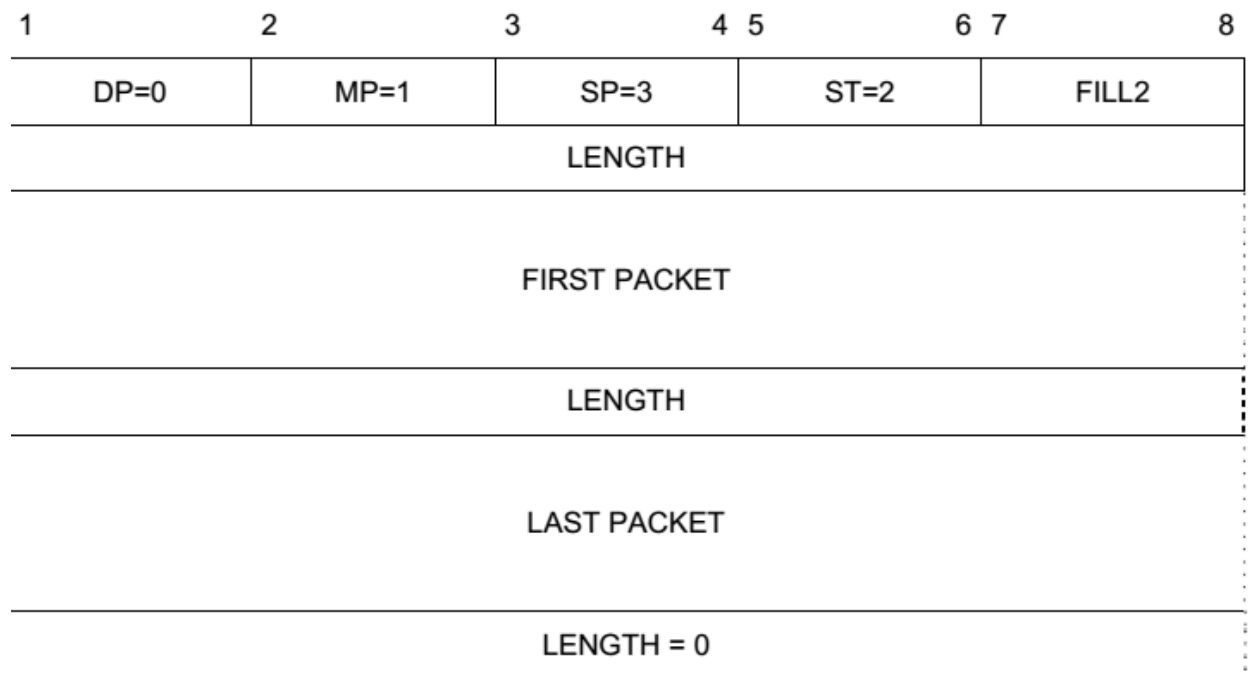 1 2 3 4 5 6 7 8
DP=0 MP=1 SP=3 ST=2 FILL2
LENGTH
FIRST PACKET
LENGTH
LAST PACKET
LENGTH = 0